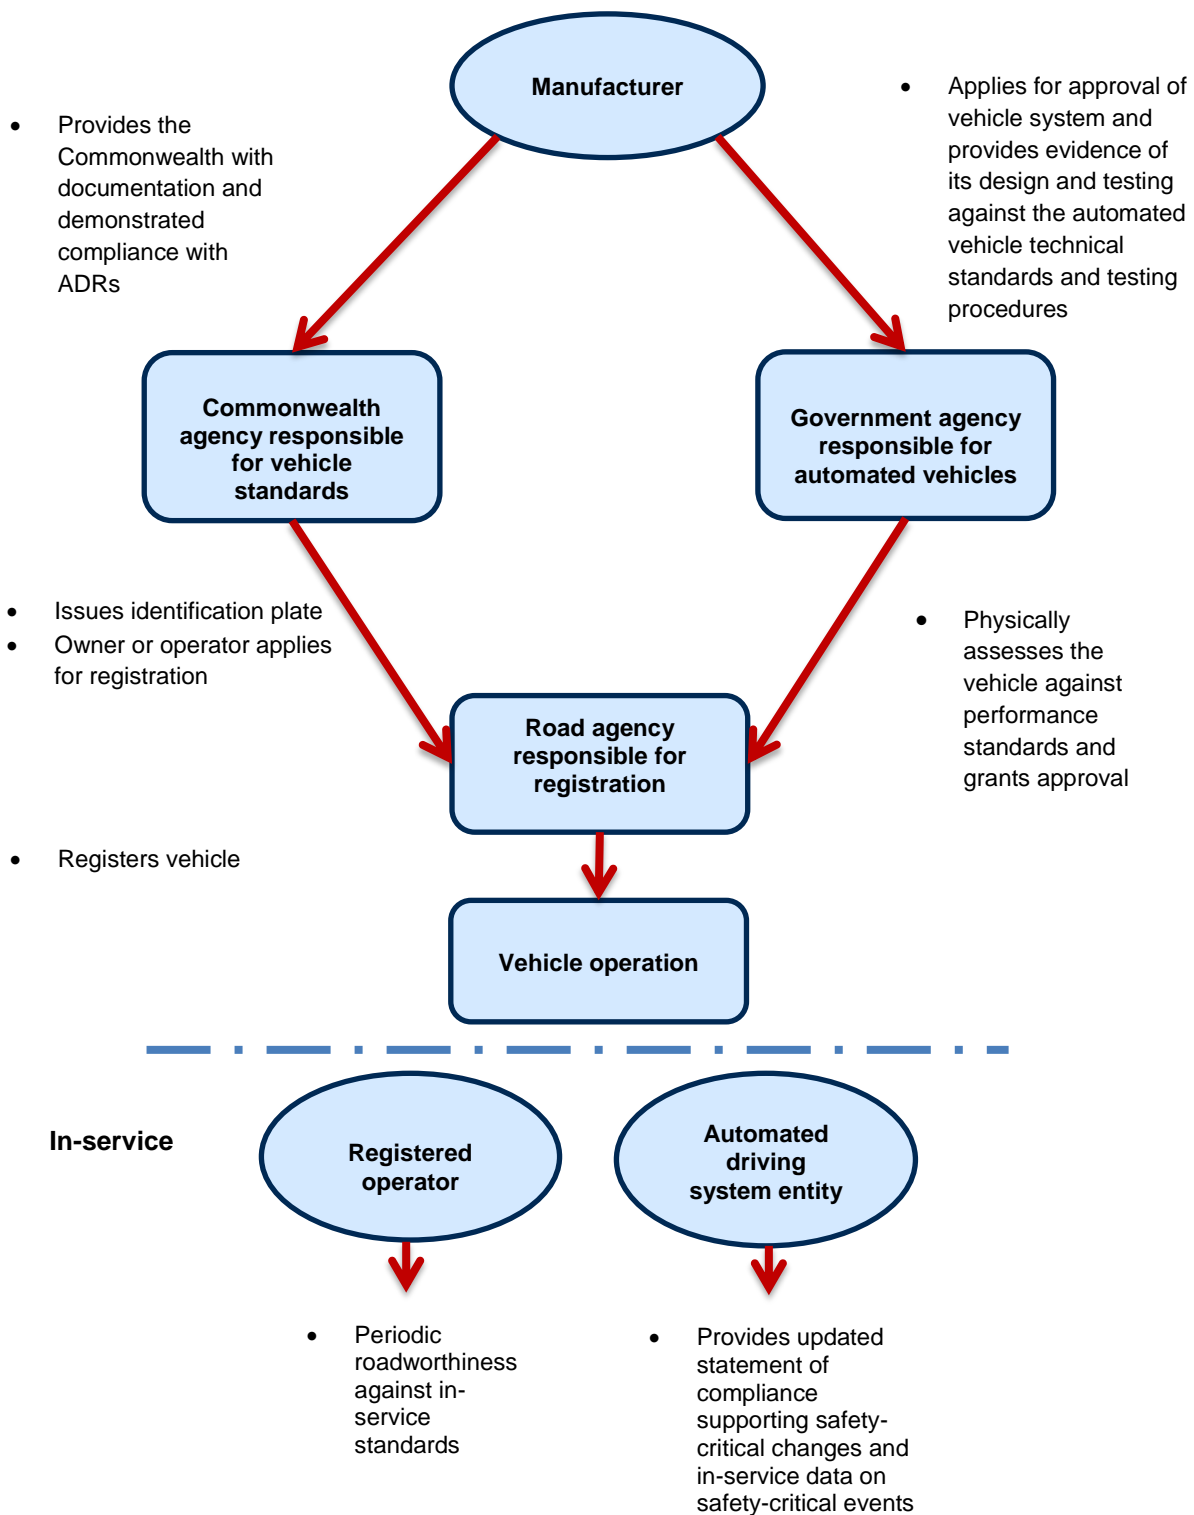 Manufacturer
• Provides the
Commonwealth with
documentation and
demonstrated
compliance with
ADRs
• Applies for approval of
vehicle system and
provides evidence of
its design and testing
against the automated
vehicle technical
standards and testing
procedures
Commonwealth
agency responsible
for vehicle
standards
Government agency
responsible for
automated vehicles
• Issues identification plate
• Owner or operator applies
for registration
• Physically
assesses the
vehicle against
performance
standards and
grants approval
Road agency
responsible for
registration
• Registers vehicle
Vehicle operation
In-service
Registered
operator
Automated
driving
system entity
• Periodic
roadworthiness
against in-
service
standards
• Provides updated
statement of
compliance
supporting safety-
critical changes and
in-service data on
safety-critical events